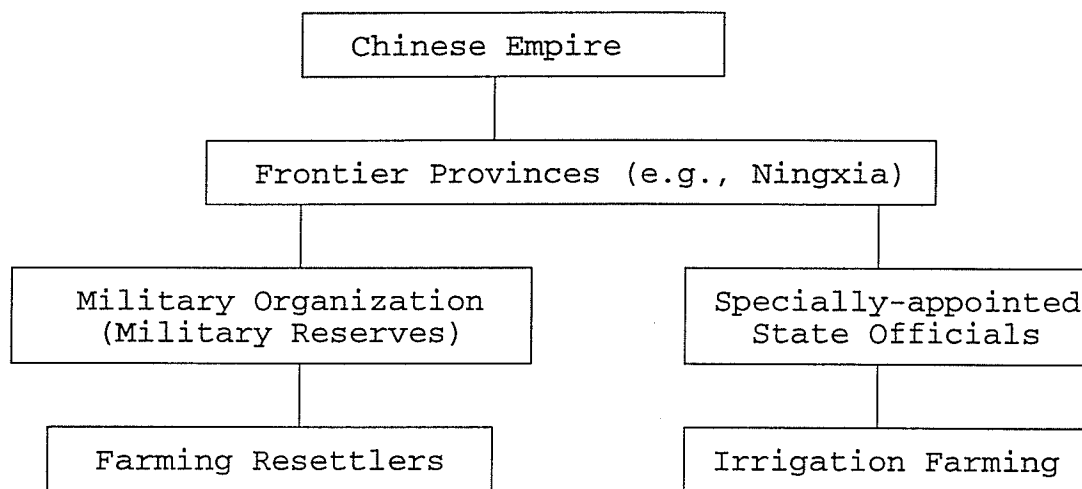 Chinese Empire
Frontier Provinces (e.g., Ningxia)
Military Organization
(Military Reserves)
Specially-appointed
State Officials
Farming Resettlers
Irrigation Farming